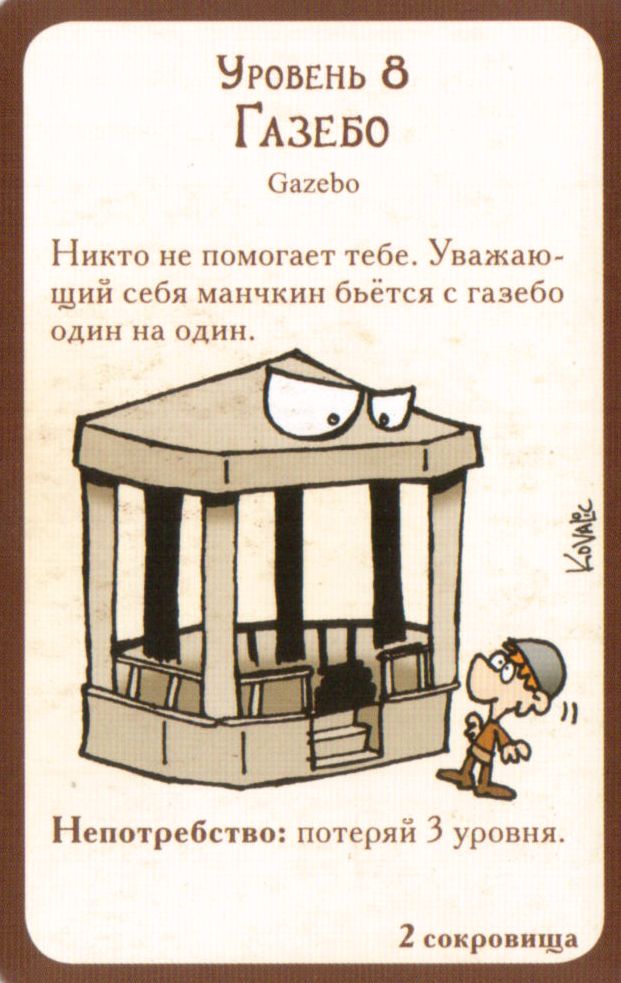 Уровень 8
Газебо
Gazebo
Никто не помогает тебе. Уважаю-
щий себя манчкин бьётся с газебо
один на один.
Kovalic
Непотребство: потеряй 3 уровня.
2 сокровища